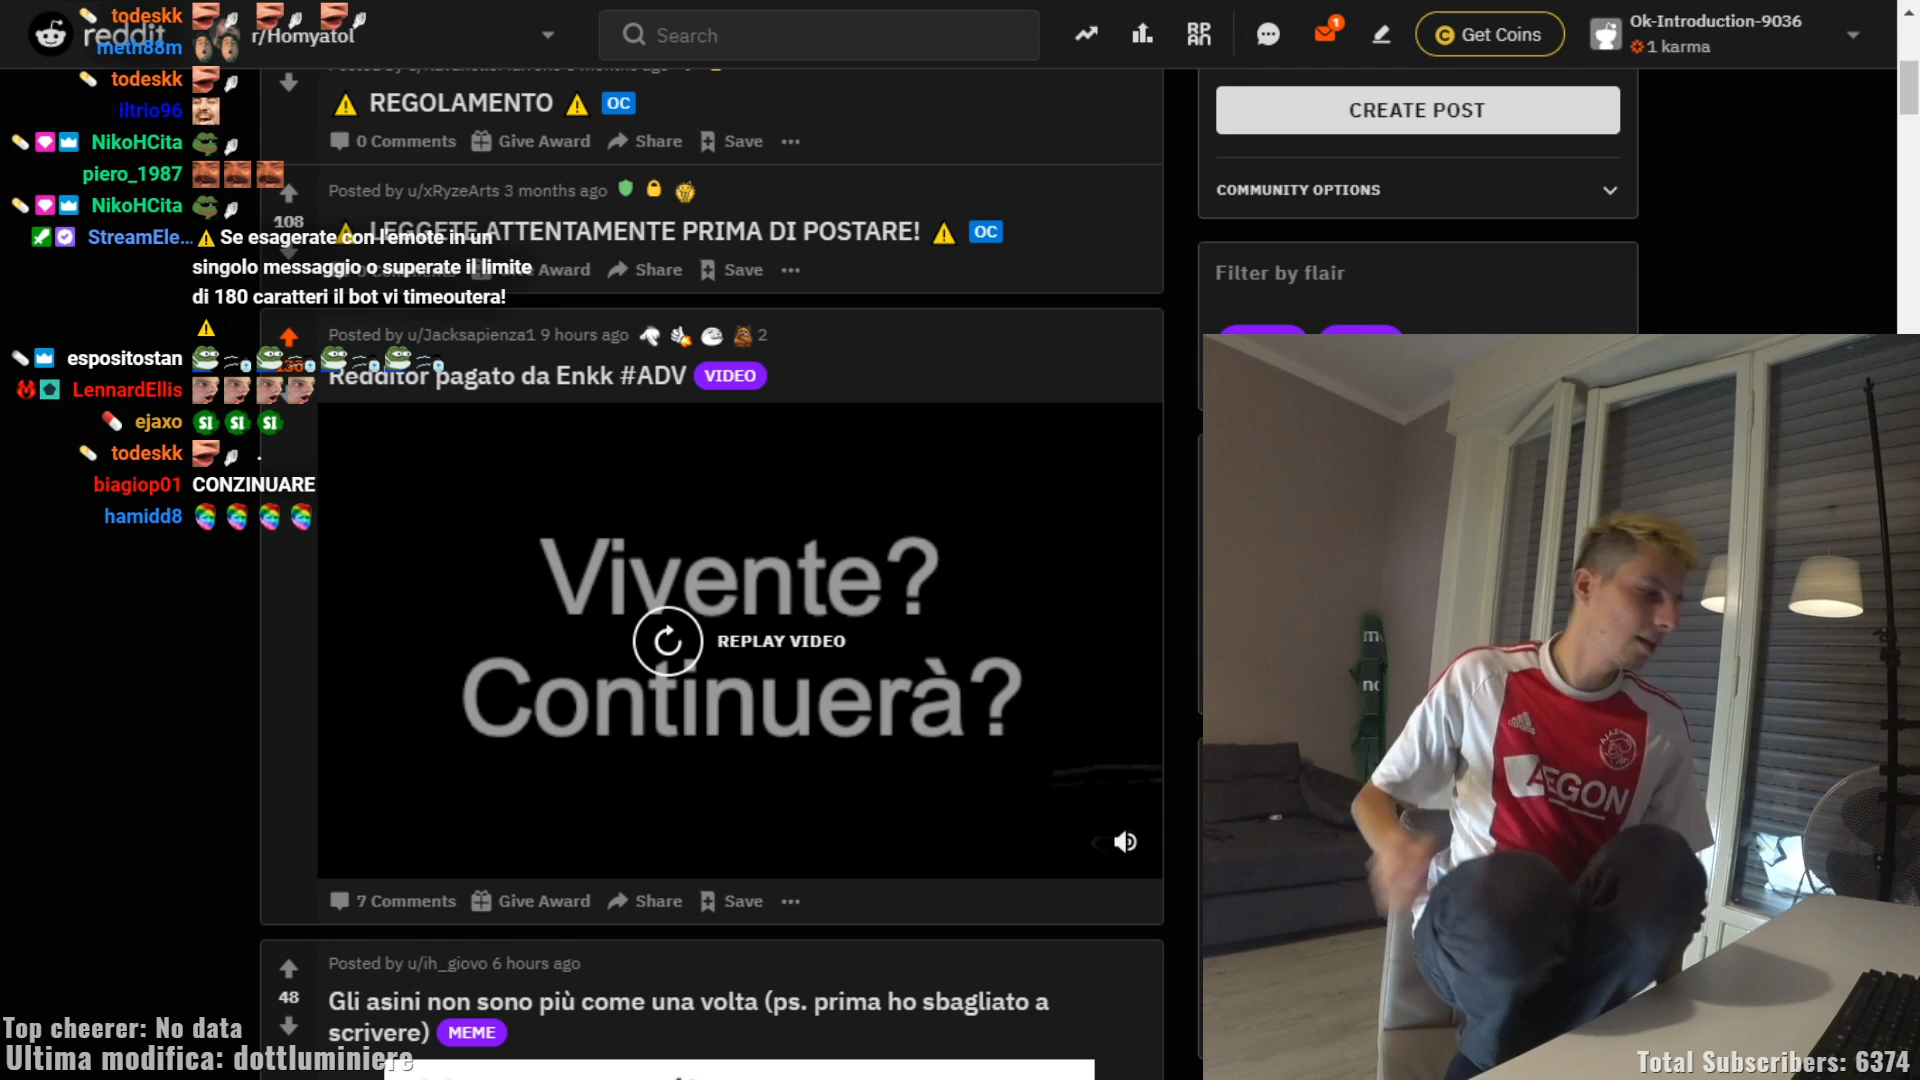 reddit
r/Homyatol
Search
1
Get Coins
Ok-Introduction-9036
1 karma
todeskk
meth88m
todeskk
iltrio96
NikoHCita
piero_1987
NikoHCita
StreamEle... Se esagerate con l'emote in un
singolo messaggio o superate il limite
di 180 caratteri il bot vi timeoutera!
espositostan
LennardEllis
ejaxo SI SI SI
todeskk .
biagiop01 CONZINUARE
hamidd8
REGOLAMENTO OC
0 Comments Give Award Share Save
Posted by u/xRyzeArts 3 months ago
108
LEGGETE ATTENTAMENTE PRIMA DI POSTARE! OC
Award Share Save
Posted by u/Jacksapienza1 9 hours ago 2
Redditor pagato da Enkk #ADV VIDEO
Vivente?
REPLAY VIDEO
Continuerà?
7 Comments Give Award Share Save
Posted by u/ih_giovo 6 hours ago
48
Gli asini non sono più come una volta (ps. prima ho sbagliato a
scrivere) MEME
CREATE POST
COMMUNITY OPTIONS
Filter by flair
AJAX
AEGON
Top cheerer: No data
Ultima modifica: dottluminiere
Total Subscribers: 6374